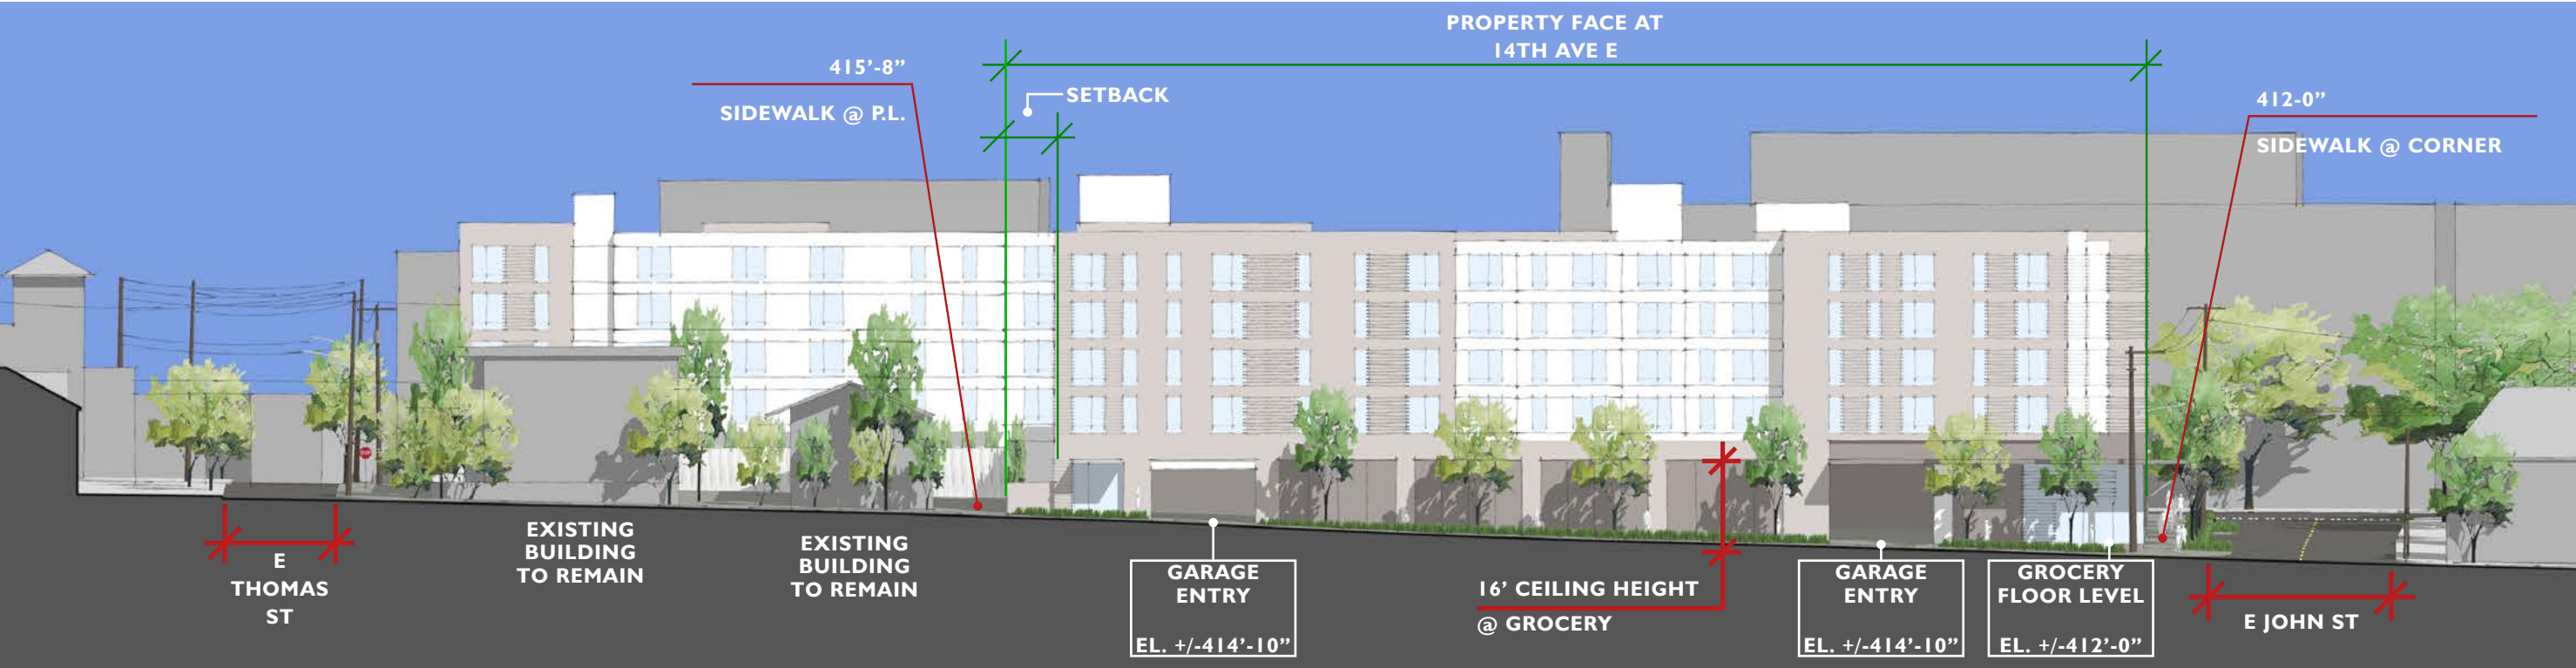 PROPERTY FACE AT
14TH AVE E
415’-8”
SIDEWALK @ P.L.
SETBACK
412-0”
SIDEWALK @ CORNER
E
THOMAS
ST
EXISTING
BUILDING
TO REMAIN
EXISTING
BUILDING
TO REMAIN
GARAGE
ENTRY
EL. +/-414’-10”
16’ CEILING HEIGHT
@ GROCERY
GARAGE
ENTRY
EL. +/-414’-10”
GROCERY
FLOOR LEVEL
EL. +/-412’-0”
E JOHN ST